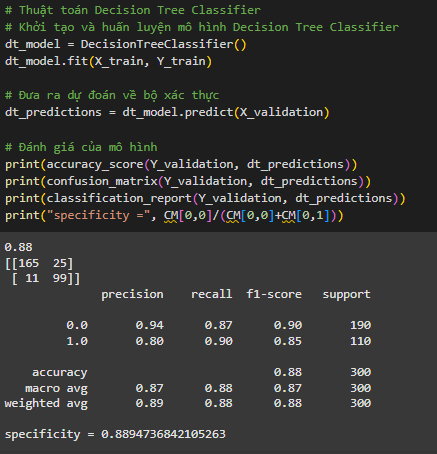 # Thuật toán Decision Tree Classifier
# Khởi tạo và huấn luyện mô hình Decision Tree Classifier
dt_model = DecisionTreeClassifier()
dt_model.fit(X_train, Y_train)

# Đưa ra dự đoán về bộ xác thực
dt_predictions = dt_model.predict(X_validation)

# Đánh giá của mô hình
print(accuracy_score(Y_validation, dt_predictions))
print(confusion_matrix(Y_validation, dt_predictions))
print(classification_report(Y_validation, dt_predictions))
print("specificity =", CM[0,0]/(CM[0,0]+CM[0,1]))

0.88
[[165  25]
 [ 11  99]]
              precision    recall  f1-score   support

         0.0       0.94      0.87      0.90       190
         1.0       0.80      0.90      0.85       110

    accuracy                           0.88       300
   macro avg       0.87      0.88      0.87       300
weighted avg       0.89      0.88      0.88       300

specificity = 0.8894736842105263